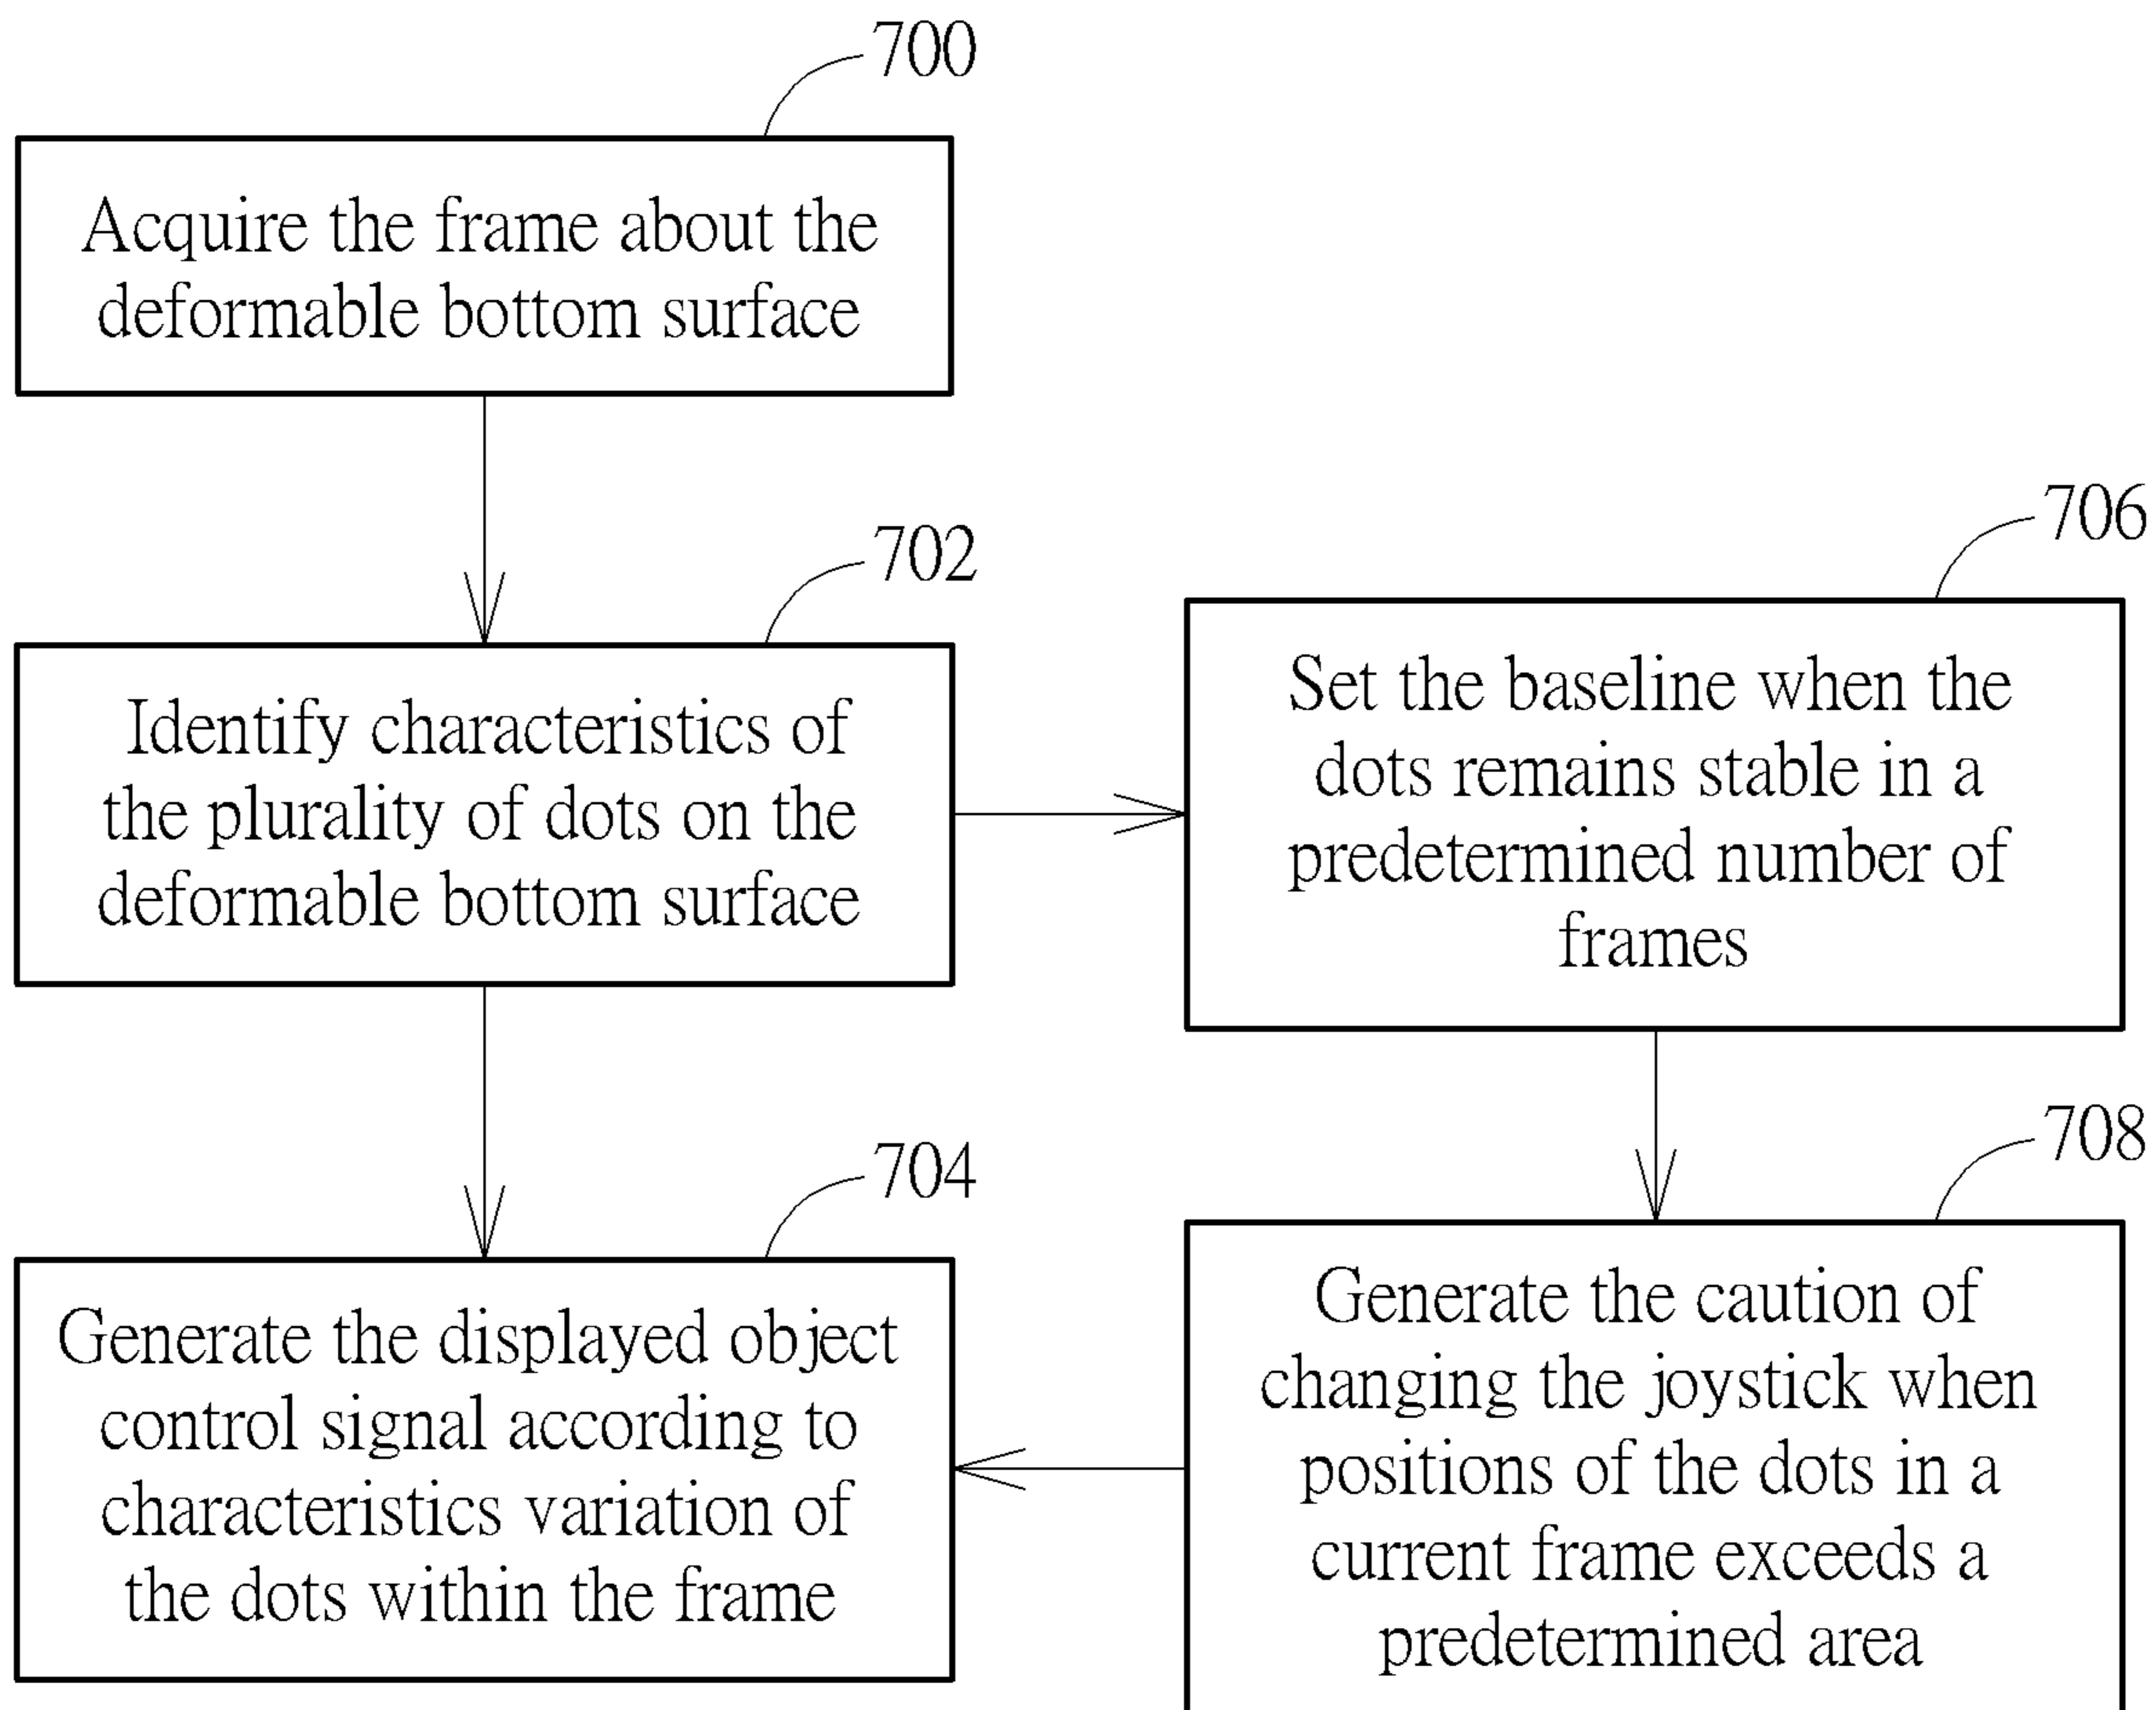 700
Acquire the frame about the
deformable bottom surface
702
Identify characteristics of
the plurality of dots on the
deformable bottom surface
704
Generate the displayed object
control signal according to
characteristics variation of
the dots within the frame
706
Set the baseline when the
dots remains stable in a
predetermined number of
frames
708
Generate the caution of
changing the joystick when
positions of the dots in a
current frame exceeds a
predetermined area